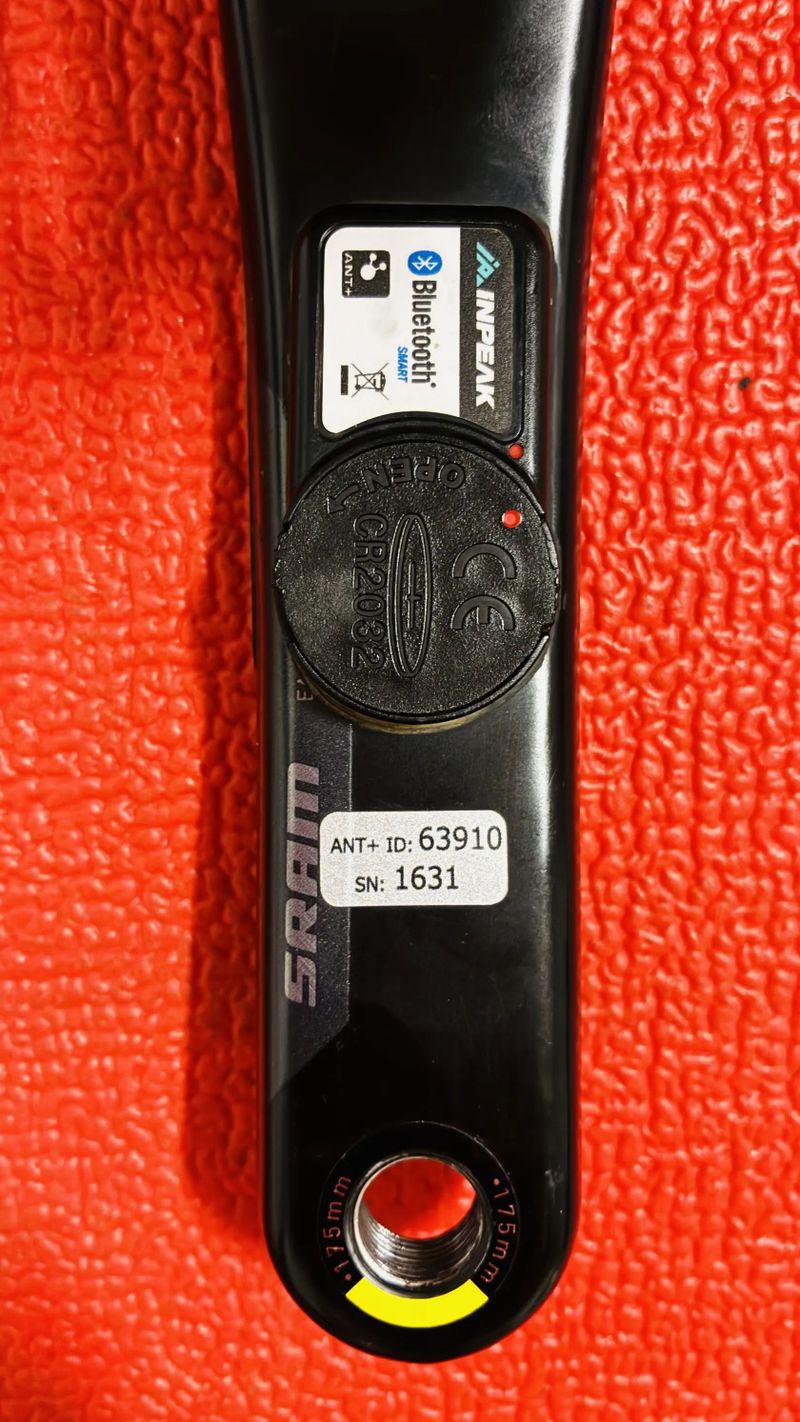 INPEAK
Bluetooth®
SMART
ANT+
OPEN
CE
+
CR2032
SRAM
ANT+ ID: 63910
SN: 1631
•175mm
•175mm